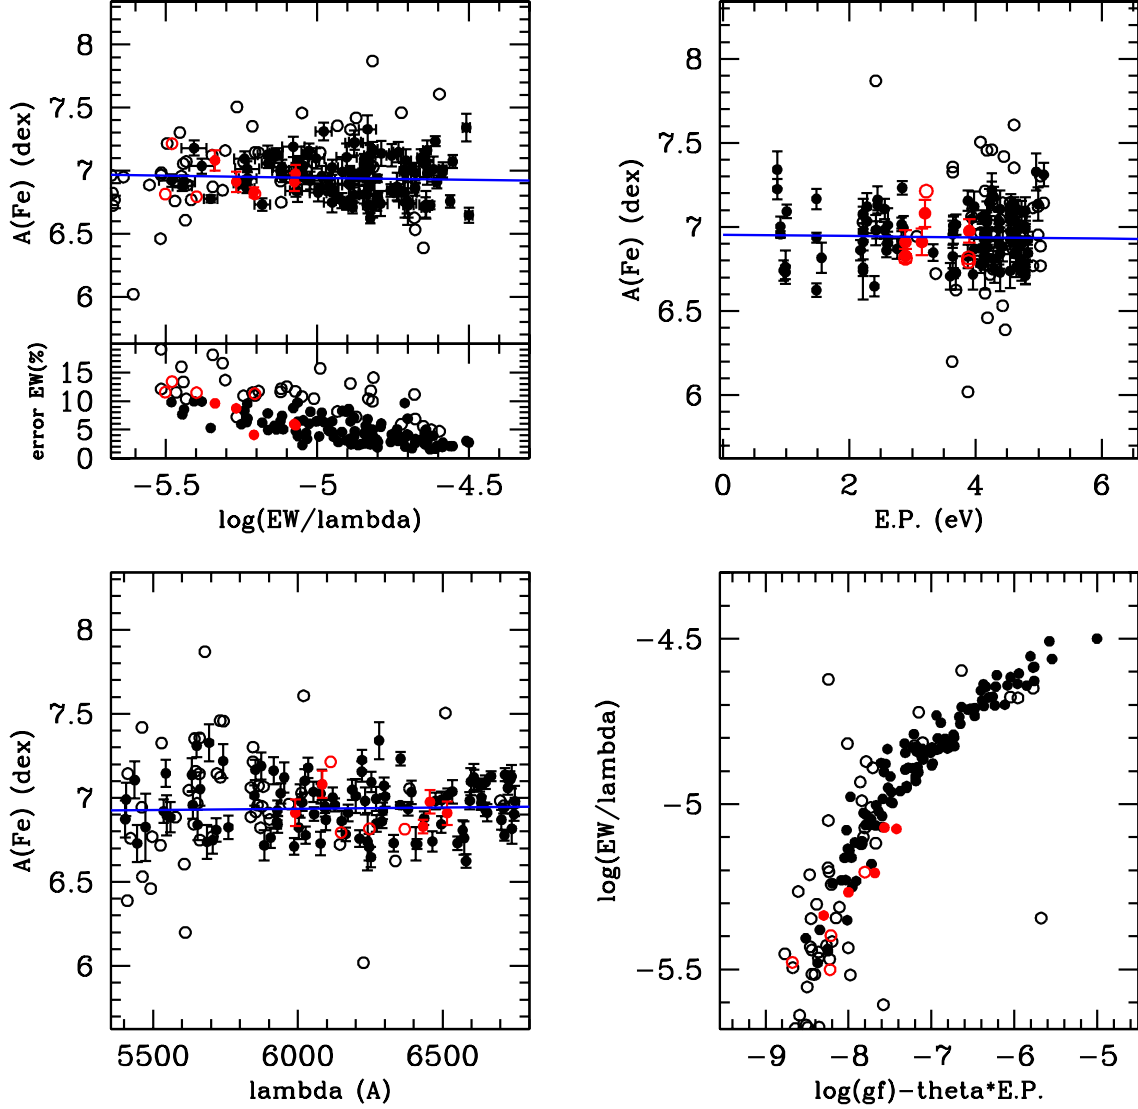 8
7.5
7
6.5
6
A(Fe) (dex)
15
10
5
0
error EW(%)
−5.5 −5 −4.5
log(EW/lambda)
8
7.5
7
6.5
6
A(Fe) (dex)
0 2 4 6
E.P. (eV)
8
7.5
7
6.5
6
A(Fe) (dex)
5500 6000 6500
lambda (A)
−4.5
−5
−5.5
log(EW/lambda)
−9 −8 −7 −6 −5
log(gf)−theta*E.P.